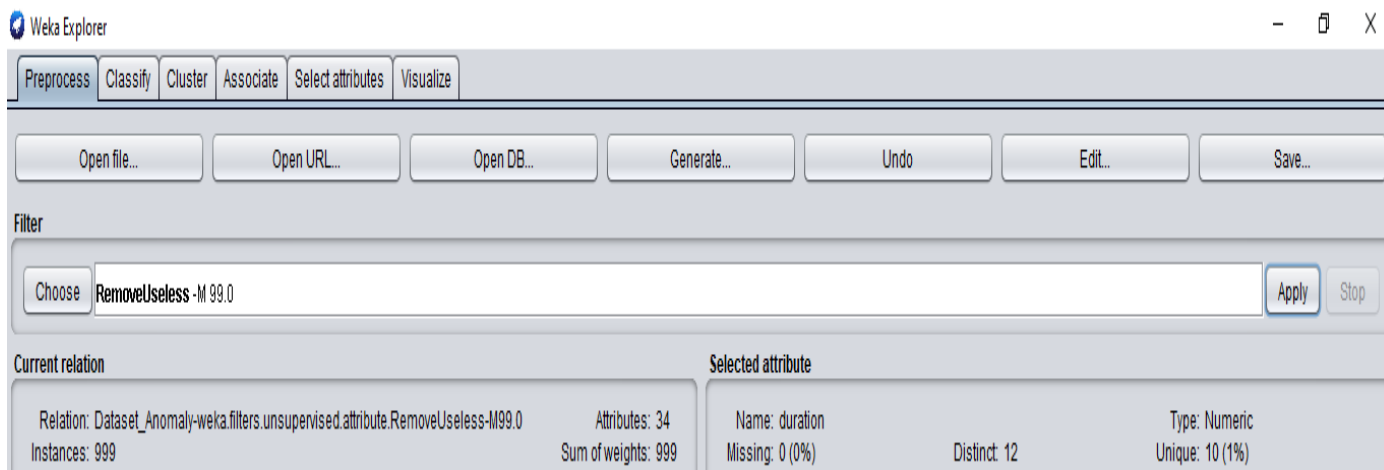 Weka Explorer
Preprocess Classify Cluster Associate Select attributes Visualize
Open file... Open URL... Open DB... Generate... Undo Edit... Save...
Filter
Choose RemoveUseless -M 99.0 Apply Stop
Current relation
Relation: Dataset_Anomaly-weka.filters.unsupervised.attribute.RemoveUseless-M99.0 Attributes: 34
Instances: 999 Sum of weights: 999
Selected attribute
Name: duration Type: Numeric
Missing: 0 (0%) Distinct: 12 Unique: 10 (1%)